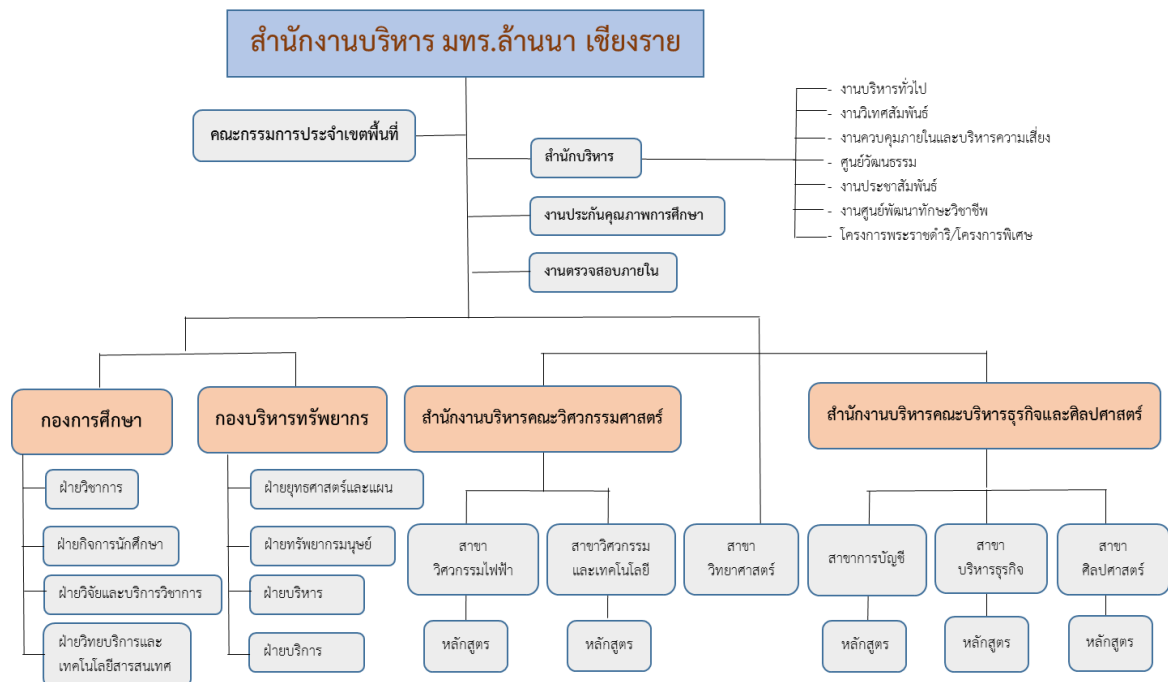 สำนักงานบริหาร มทร.ล้านนา เชียงราย
คณะกรรมการประจำเขตพื้นที่
สำนักบริหาร
- งานบริหารทั่วไป
- งานวิเทศสัมพันธ์
- งานควบคุมภายในและบริหารความเสี่ยง
- ศูนย์วัฒนธรรม
- งานประชาสัมพันธ์
- งานศูนย์พัฒนาทักษะวิชาชีพ
- โครงการพระราชดำริ/โครงการพิเศษ
งานประกันคุณภาพการศึกษา
งานตรวจสอบภายใน
กองการศึกษา
ฝ่ายวิชาการ
ฝ่ายกิจการนักศึกษา
ฝ่ายวิจัยและบริการวิชาการ
ฝ่ายวิทยบริการและ
เทคโนโลยีสารสนเทศ
กองบริหารทรัพยากร
ฝ่ายยุทธศาสตร์และแผน
ฝ่ายทรัพยากรมนุษย์
ฝ่ายบริหาร
ฝ่ายบริการ
สำนักงานบริหารคณะวิศวกรรมศาสตร์
สาขา
วิศวกรรมไฟฟ้า
หลักสูตร
สาขาวิศวกรรม
และเทคโนโลยี
หลักสูตร
สาขา
วิทยาศาสตร์
สำนักงานบริหารคณะบริหารธุรกิจและศิลปศาสตร์
สาขาการบัญชี
หลักสูตร
สาขา
บริหารธุรกิจ
หลักสูตร
สาขา
ศิลปศาสตร์
หลักสูตร